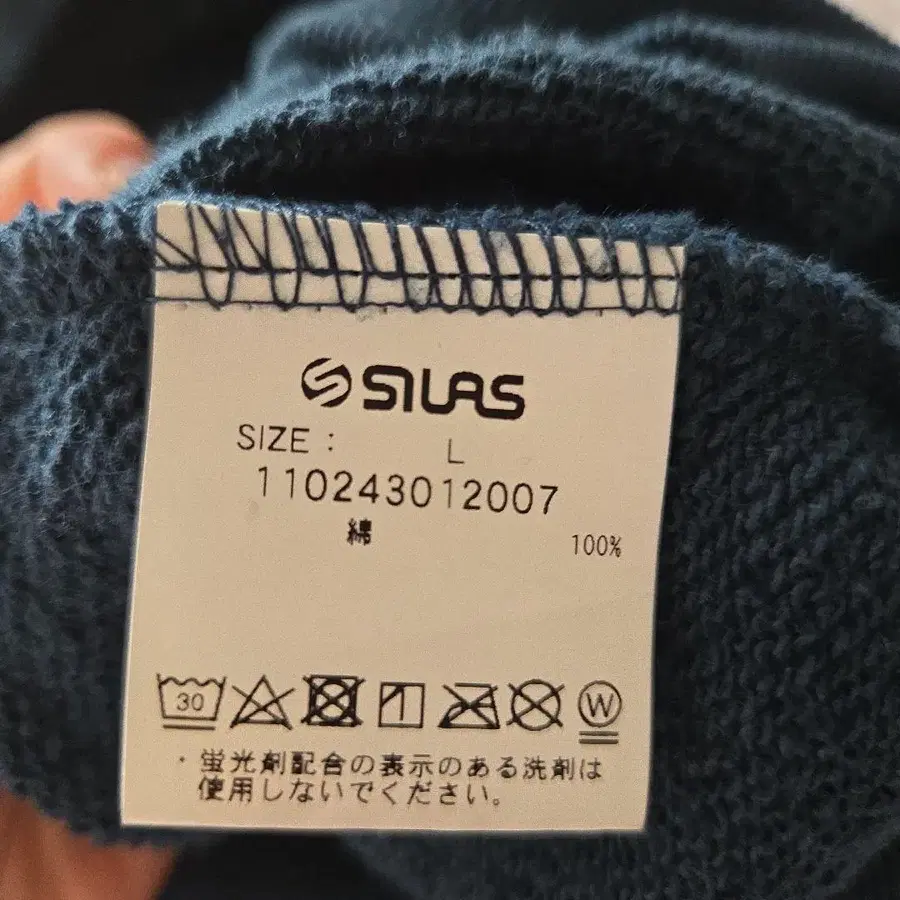 SILAS
SIZE : L
110243012007
綿 100%
30 W
・蛍光剤配合の表示のある洗剤は
使用しないでください。